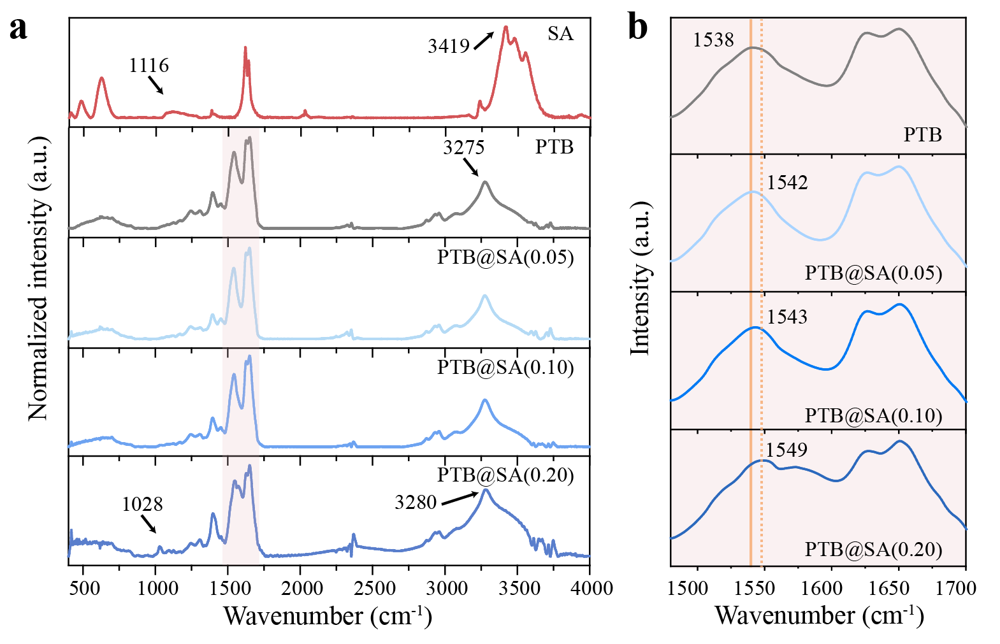 a
SA
1116
3419
PTB
3275
PTB@SA(0.05)
PTB@SA(0.10)
PTB@SA(0.20)
1028
3280
Normalized intensity (a.u.)
500 1000 1500 2000 2500 3000 3500 4000
Wavenumber (cm-1)
b
1538
PTB
1542
PTB@SA(0.05)
1543
PTB@SA(0.10)
1549
PTB@SA(0.20)
Intensity (a.u.)
1500 1550 1600 1650 1700
Wavenumber (cm-1)